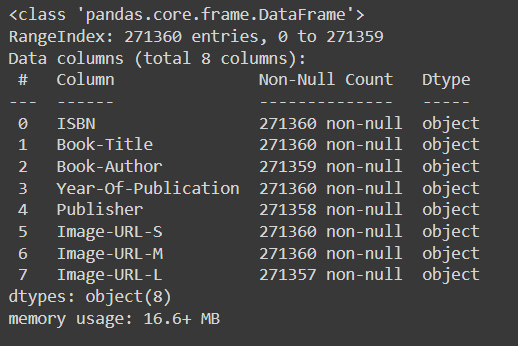 <class 'pandas.core.frame.DataFrame'>
RangeIndex: 271360 entries, 0 to 271359
Data columns (total 8 columns):
 #   Column               Non-Null Count   Dtype
---  ------               --------------   -----
 0   ISBN                 271360 non-null  object
 1   Book-Title           271360 non-null  object
 2   Book-Author          271359 non-null  object
 3   Year-Of-Publication  271360 non-null  object
 4   Publisher            271358 non-null  object
 5   Image-URL-S          271360 non-null  object
 6   Image-URL-M          271360 non-null  object
 7   Image-URL-L          271357 non-null  object
dtypes: object(8)
memory usage: 16.6+ MB